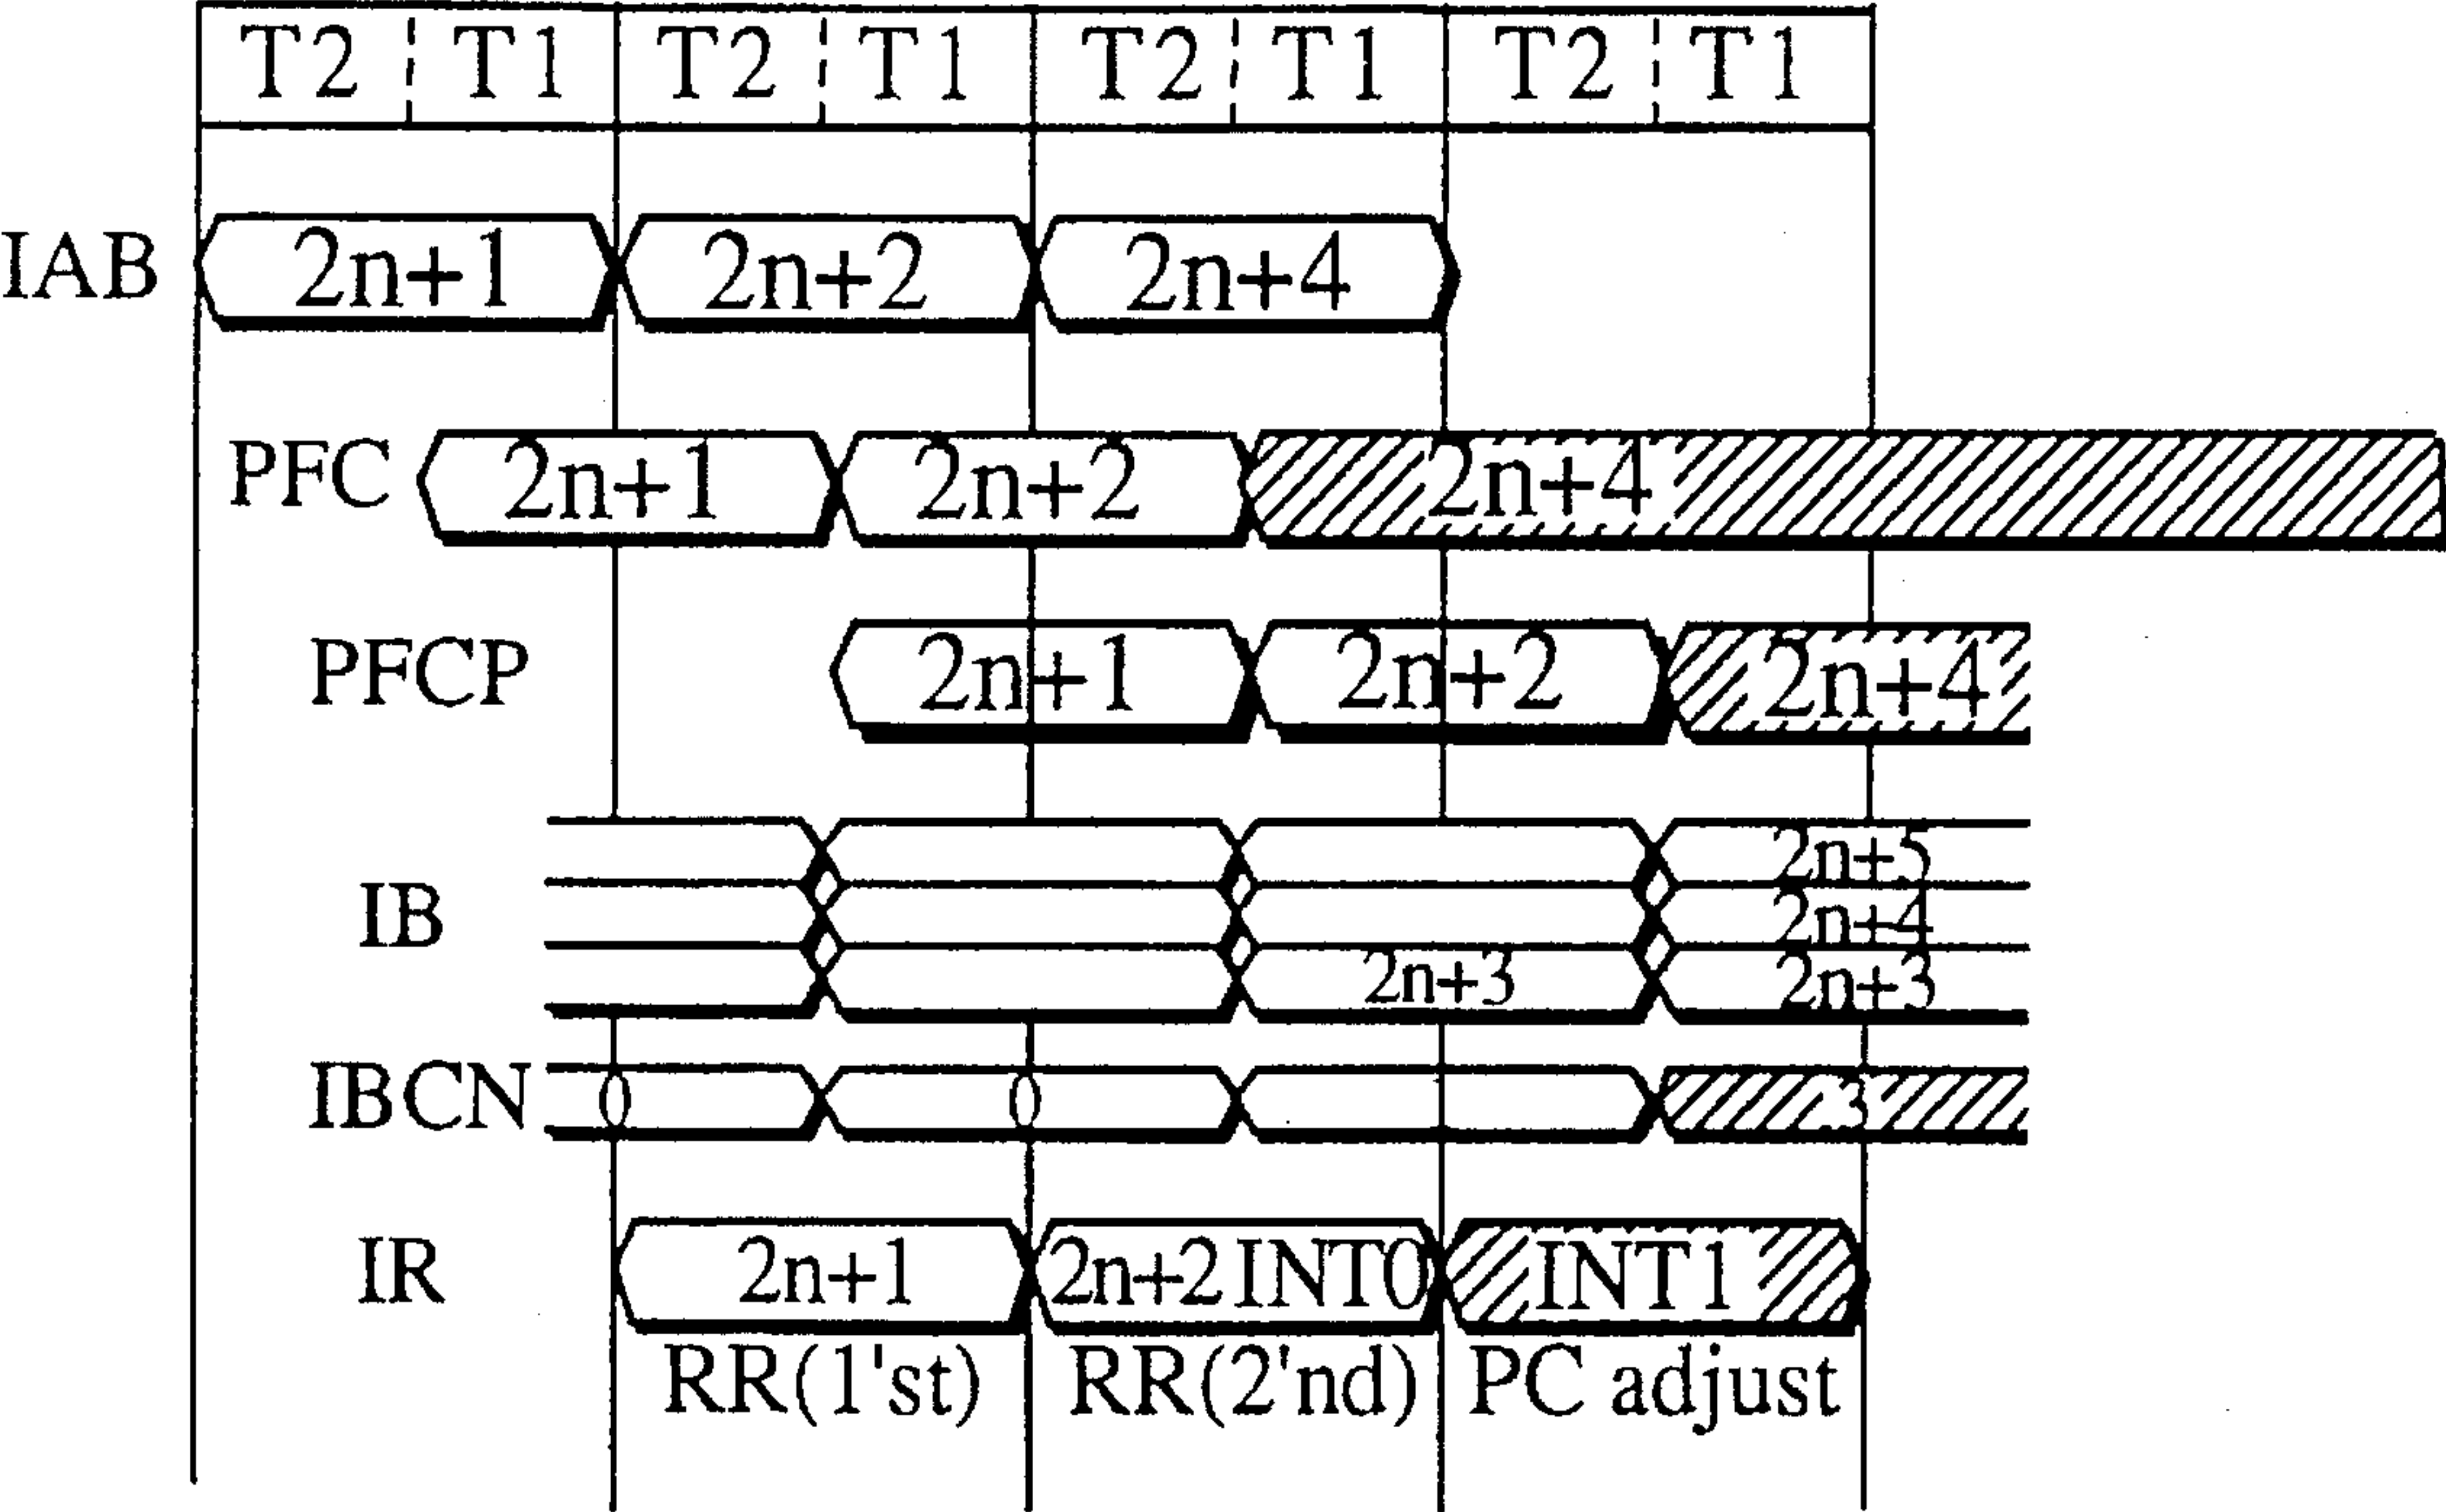 T2 T1 T2 T1 T2 T1 T2 T1
IAB 2n+1 2n+2 2n+4
PFC 2n+1 2n+2 2n+4
PFCP 2n+1 2n+2 2n+4
2n+5
IB 2n+4
2n+3 2n+3
IBCN 0 0 3
IR 2n+1 2n+2 INT0 INT1
RR(1'st) RR(2'nd) PC adjust